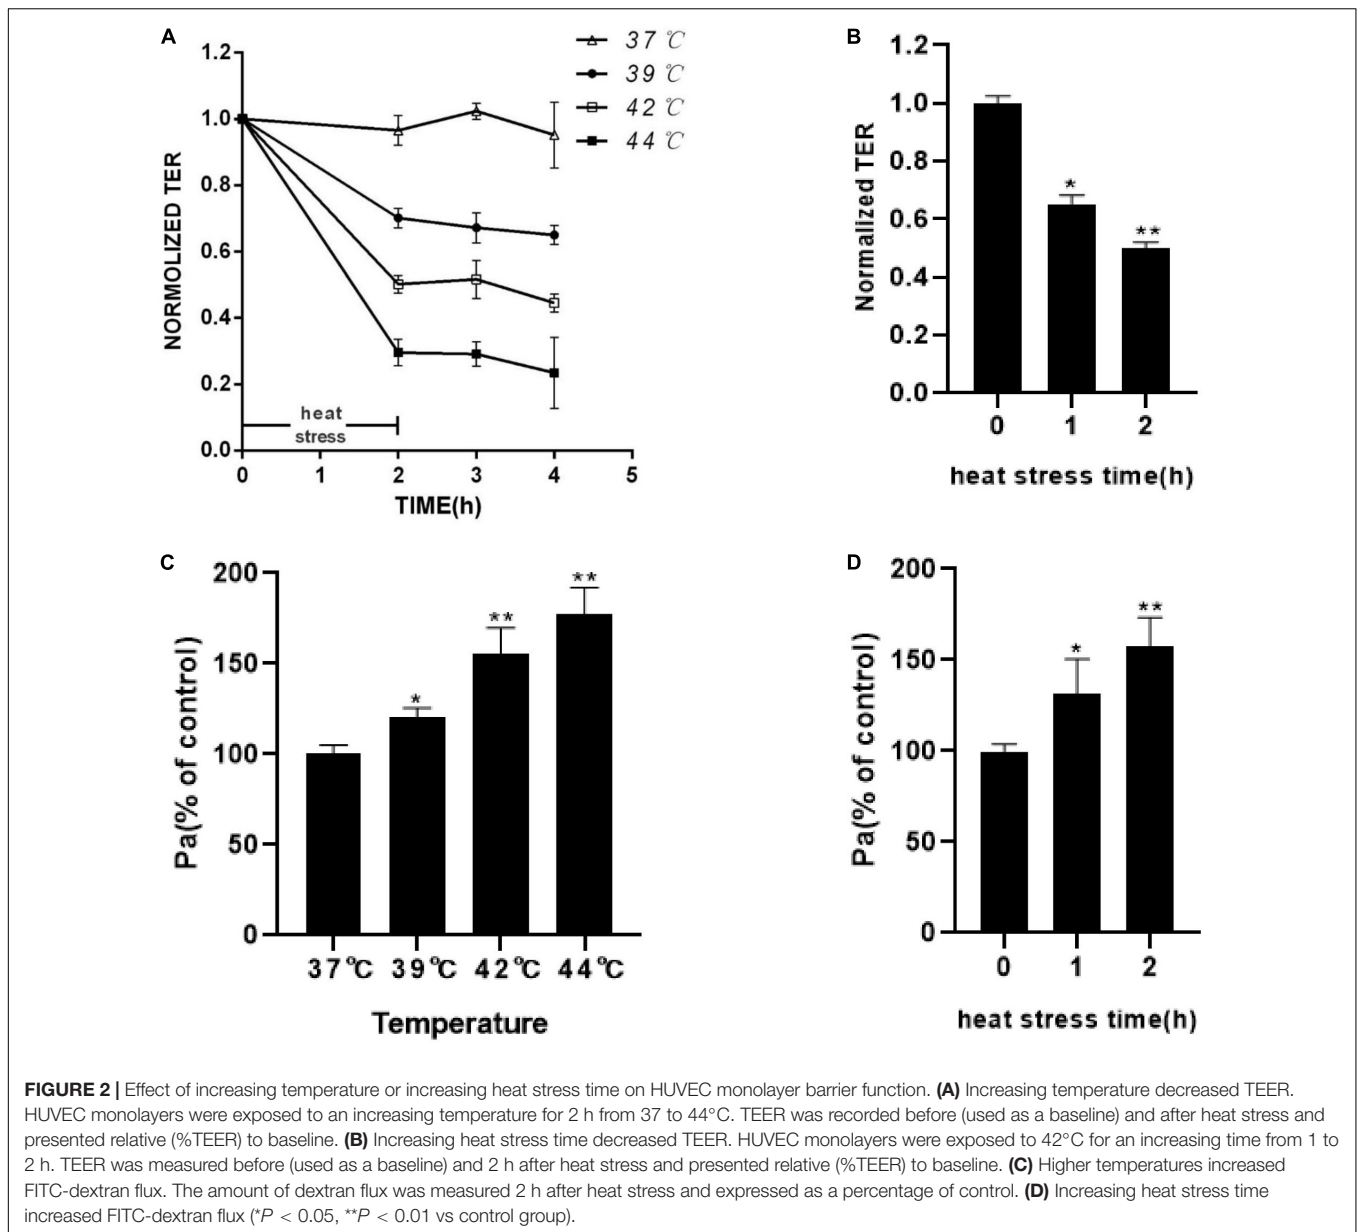 A
37 ℃
39 ℃
42 ℃
44 ℃
NORMOLIZED TER
1.2
1.0
0.8
0.6
0.4
0.2
0.0
heat
stress
0 1 2 3 4 5
TIME(h)
B
Normalized TER
1.2
1.0
0.8
0.6
0.4
0.2
0.0
*
**
0 1 2
heat stress time(h)
C
Pa(% of control)
200
150
100
50
0
*
**
**
37℃ 39℃ 42℃ 44℃
Temperature
D
Pa(% of control)
200
150
100
50
0
*
**
0 1 2
heat stress time(h)
FIGURE 2 | Effect of increasing temperature or increasing heat stress time on HUVEC monolayer barrier function. (A) Increasing temperature decreased TEER.
HUVEC monolayers were exposed to an increasing temperature for 2 h from 37 to 44°C. TEER was recorded before (used as a baseline) and after heat stress and
presented relative (%TEER) to baseline. (B) Increasing heat stress time decreased TEER. HUVEC monolayers were exposed to 42°C for an increasing time from 1 to
2 h. TEER was measured before (used as a baseline) and 2 h after heat stress and presented relative (%TEER) to baseline. (C) Higher temperatures increased
FITC-dextran flux. The amount of dextran flux was measured 2 h after heat stress and expressed as a percentage of control. (D) Increasing heat stress time
increased FITC-dextran flux (*P < 0.05, **P < 0.01 vs control group).